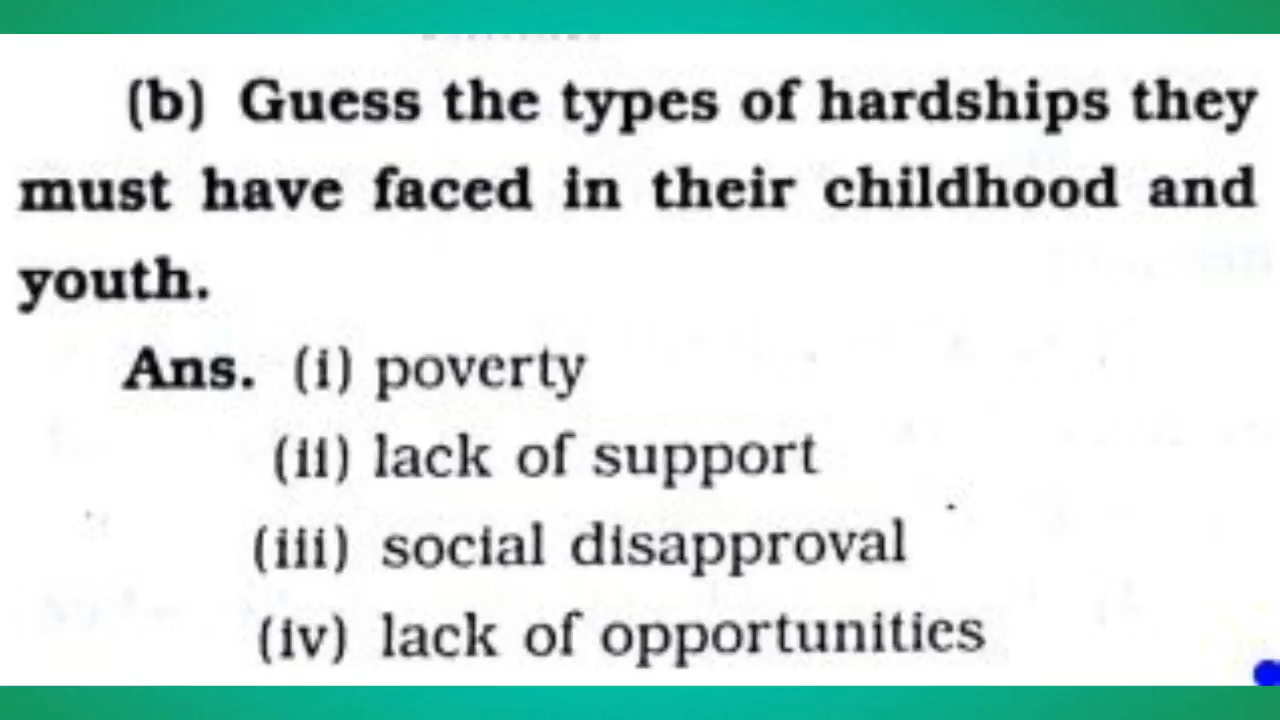 (b) Guess the types of hardships they
must have faced in their childhood and
youth.
Ans. (i) poverty
(ii) lack of support
(iii) social disapproval
(iv) lack of opportunities